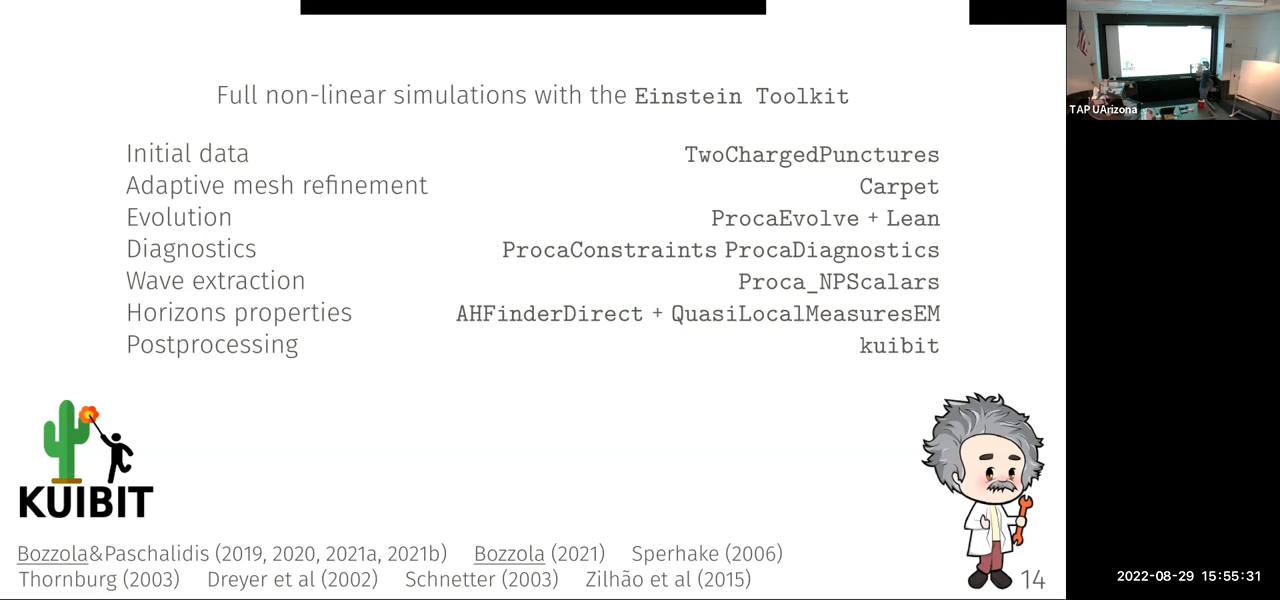 Full non-linear simulations with the Einstein Toolkit
Initial data TwoChargedPunctures
Adaptive mesh refinement Carpet
Evolution ProcaEvolve + Lean
Diagnostics ProcaConstraints ProcaDiagnostics
Wave extraction Proca_NPScalars
Horizons properties AHFinderDirect + QuasiLocalMeasuresEM
Postprocessing kuibit
KUIBIT
Bozzola&Paschalidis (2019, 2020, 2021a, 2021b) Bozzola (2021) Sperhake (2006)
Thornburg (2003) Dreyer et al (2002) Schnetter (2003) Zilhão et al (2015)
14
TAP UArizona
2022-08-29 15:55:31